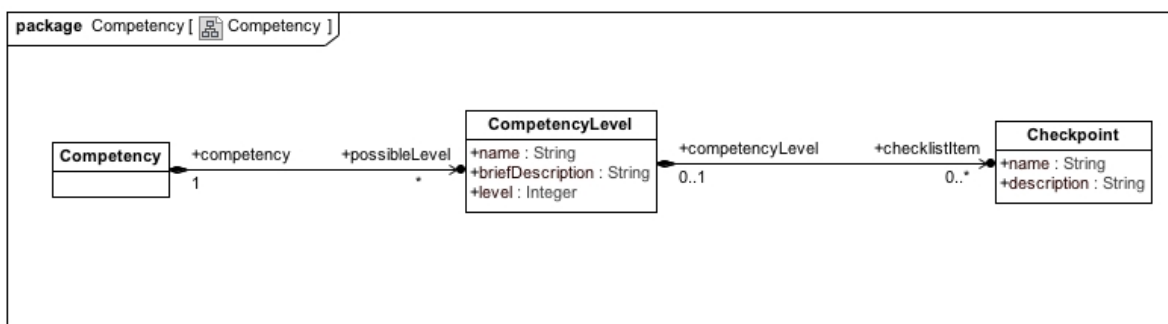 package Competency [ Competency ]
Competency
+competency
1
+possibleLevel
*
CompetencyLevel
+name : String
+briefDescription : String
+level : Integer
+competencyLevel
0..1
+checklistItem
0..*
Checkpoint
+name : String
+description : String